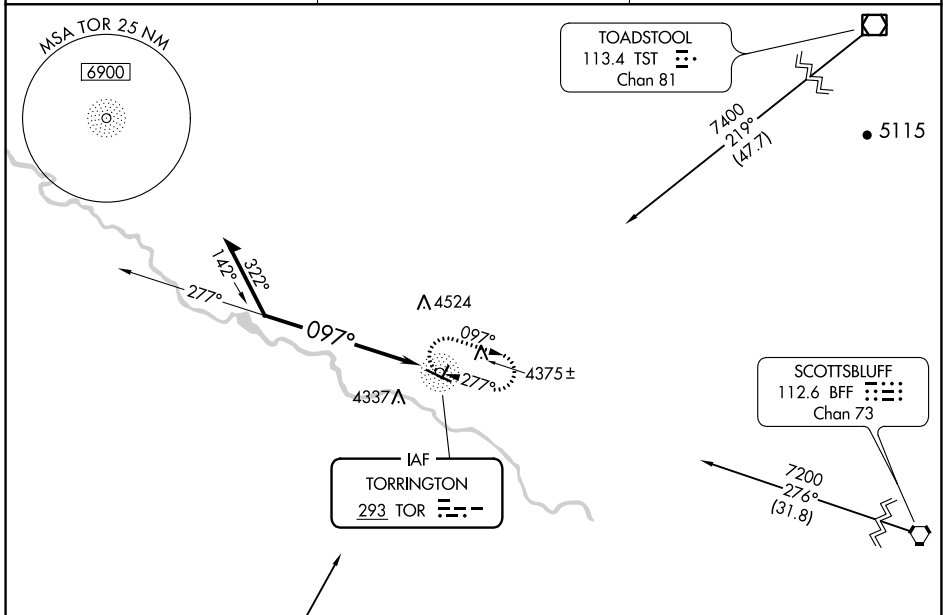 MSA TOR 25 NM
6900
TOADSTOOL
113.4 TST
Chan 81
7400
219°
(47.7)
5115
322°
142°
277°
097°
4524
097°
277°
4375±
4337
IAF
TORRINGTON
293 TOR
SCOTTSBLUFF
112.6 BFF
Chan 73
7200
276°
(31.8)